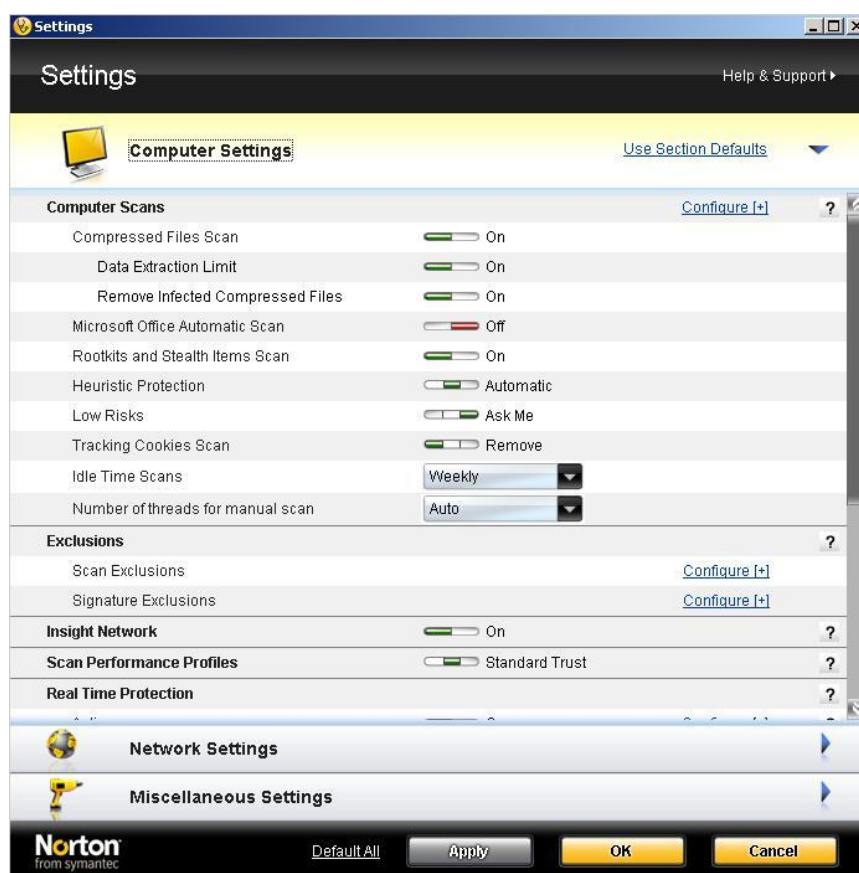 Settings
Settings
Help & Support
Computer Settings
Use Section Defaults
Computer Scans
Configure [+]
?
Compressed Files Scan
On
Data Extraction Limit
On
Remove Infected Compressed Files
On
Microsoft Office Automatic Scan
Off
Rootkits and Stealth Items Scan
On
Heuristic Protection
Automatic
Low Risks
Ask Me
Tracking Cookies Scan
Remove
Idle Time Scans
Weekly
Number of threads for manual scan
Auto
Exclusions
?
Scan Exclusions
Configure [+]
Signature Exclusions
Configure [+]
Insight Network
On
?
Scan Performance Profiles
Standard Trust
?
Real Time Protection
?
Network Settings
Miscellaneous Settings
Norton
from symantec
Default All
Apply
OK
Cancel